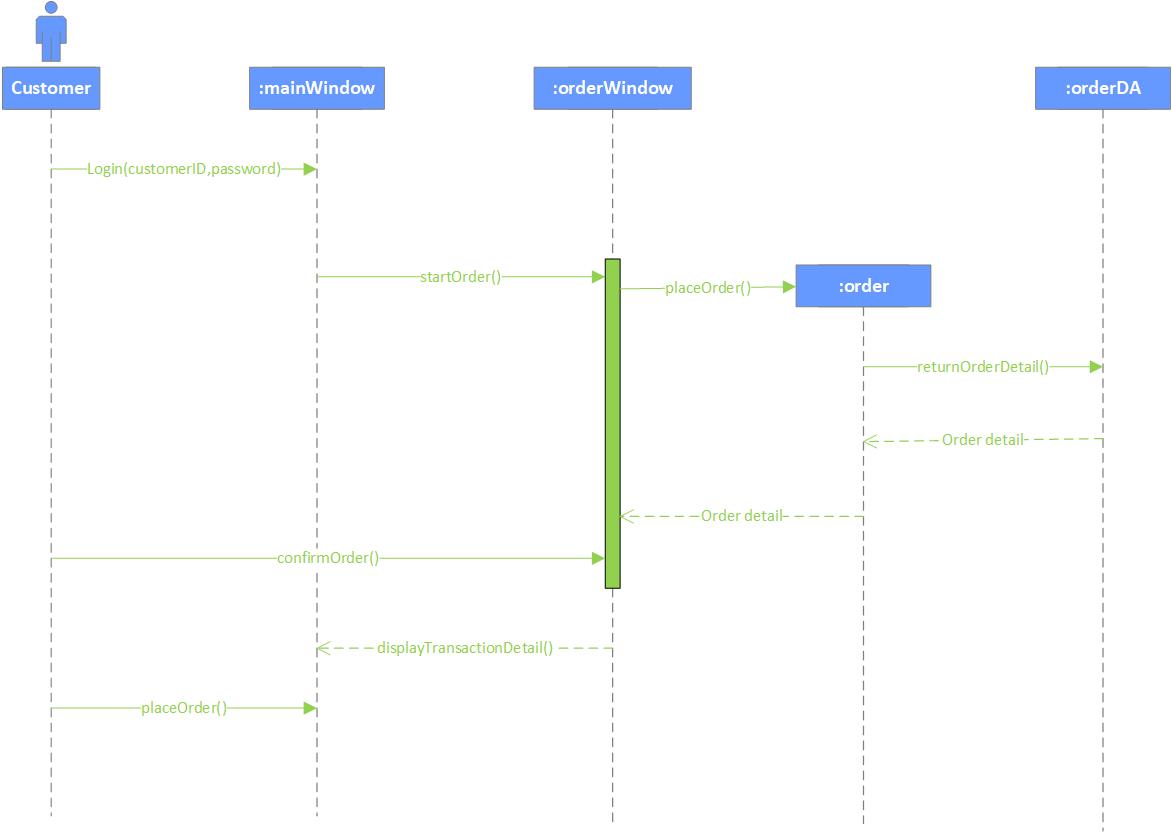 Customer
:mainWindow
:orderWindow
:orderDA
Login(customerID,password)
startOrder()
placeOrder()
:order
returnOrderDetail()
Order detail
Order detail
confirmOrder()
displayTransactionDetail()
placeOrder()